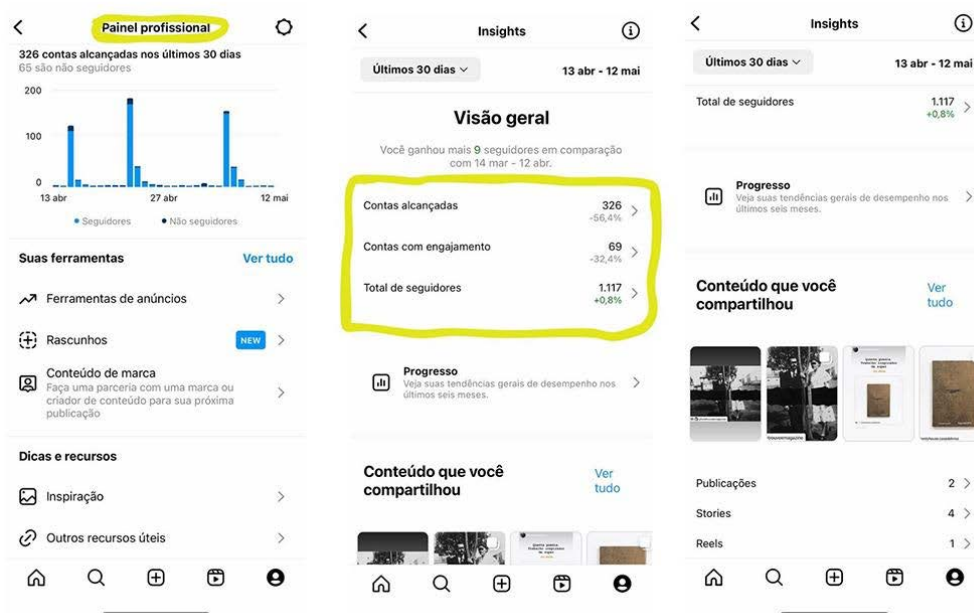 Painel profissional
326 contas alcançadas nos últimos 30 dias
65 são não seguidores
200
100
0
13 abr
27 abr
12 mai
Seguidores
Não seguidores
Suas ferramentas
Ver tudo
Ferramentas de anúncios
Rascunhos
NEW
Conteúdo de marca
Faça uma parceria com uma marca ou
criador de conteúdo para sua próxima
publicação
Dicas e recursos
Inspiração
Outros recursos úteis
Insights
Últimos 30 dias
13 abr - 12 mai
Visão geral
Você ganhou mais 9 seguidores em comparação
com 14 mar - 12 abr.
Contas alcançadas
326
-56,4%
Contas com engajamento
69
-32,4%
Total de seguidores
1.117
+0,8%
Progresso
Veja suas tendências gerais de desempenho nos
últimos seis meses.
Conteúdo que você
compartilhou
Ver
tudo
Insights
Últimos 30 dias
13 abr - 12 mai
Total de seguidores
1.117
+0,8%
Progresso
Veja suas tendências gerais de desempenho nos
últimos seis meses.
Conteúdo que você
compartilhou
Ver
tudo
Publicações
2
Stories
4
Reels
1